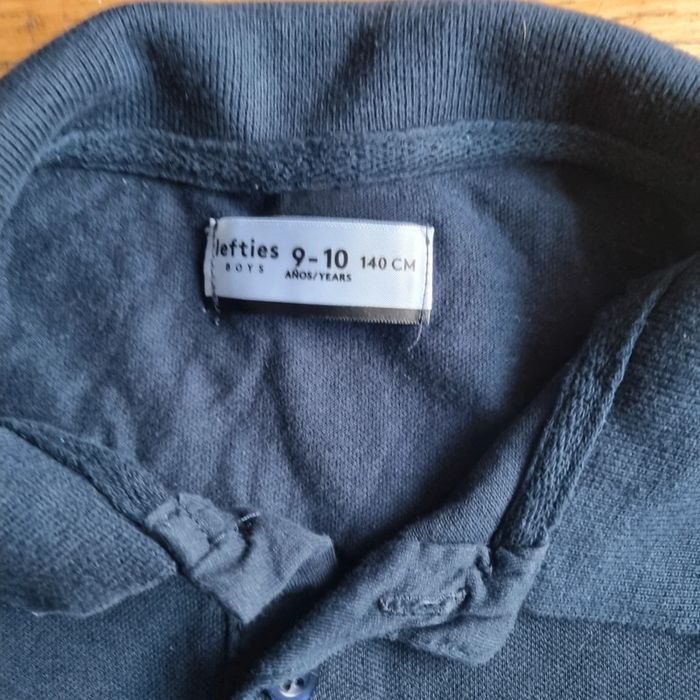 lefties 9-10 140 CM
BOYS AÑOS/YEARS